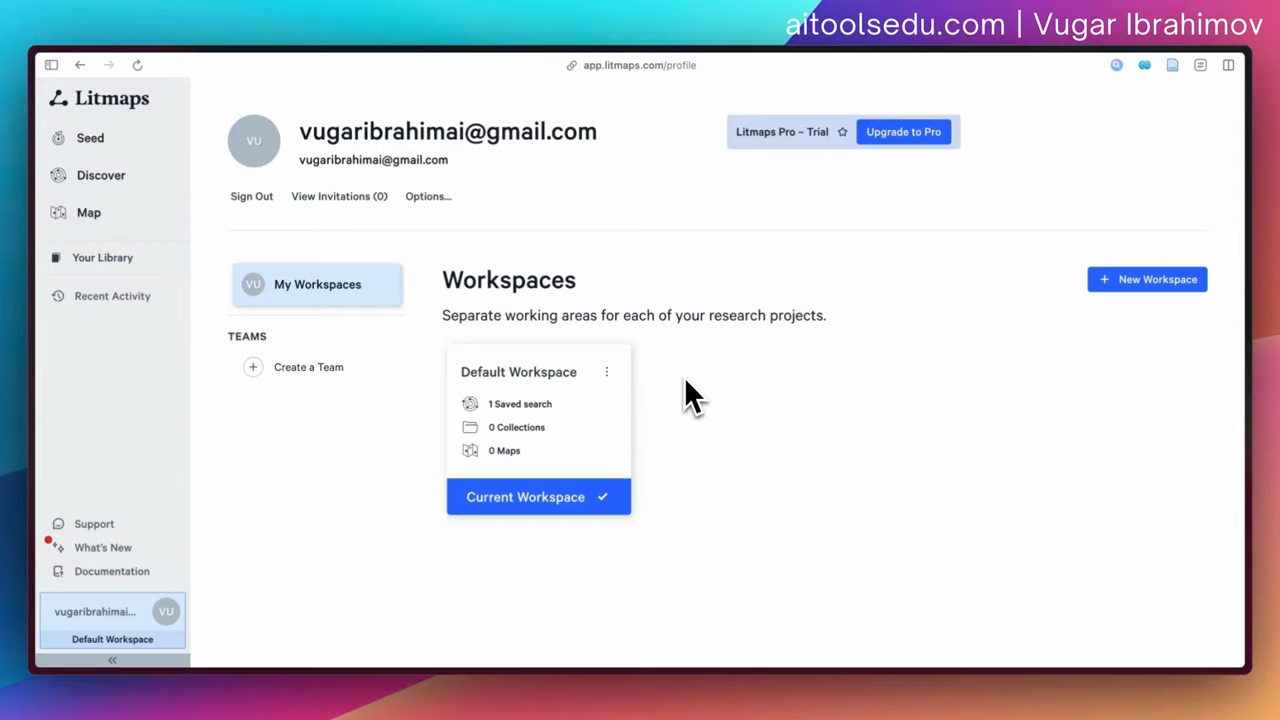 aitoolsedu.com | Vugar Ibrahimov
app.litmaps.com/profile
Litmaps
Seed
Discover
Map
Your Library
Recent Activity
Support
What's New
Documentation
vugaribrahimai... VU
Default Workspace
VU
vugaribrahimai@gmail.com
vugaribrahimai@gmail.com
Litmaps Pro – Trial Upgrade to Pro
Sign Out View Invitations (0) Options...
VU My Workspaces
TEAMS
+ Create a Team
Workspaces
+ New Workspace
Separate working areas for each of your research projects.
Default Workspace
1 Saved search
0 Collections
0 Maps
Current Workspace